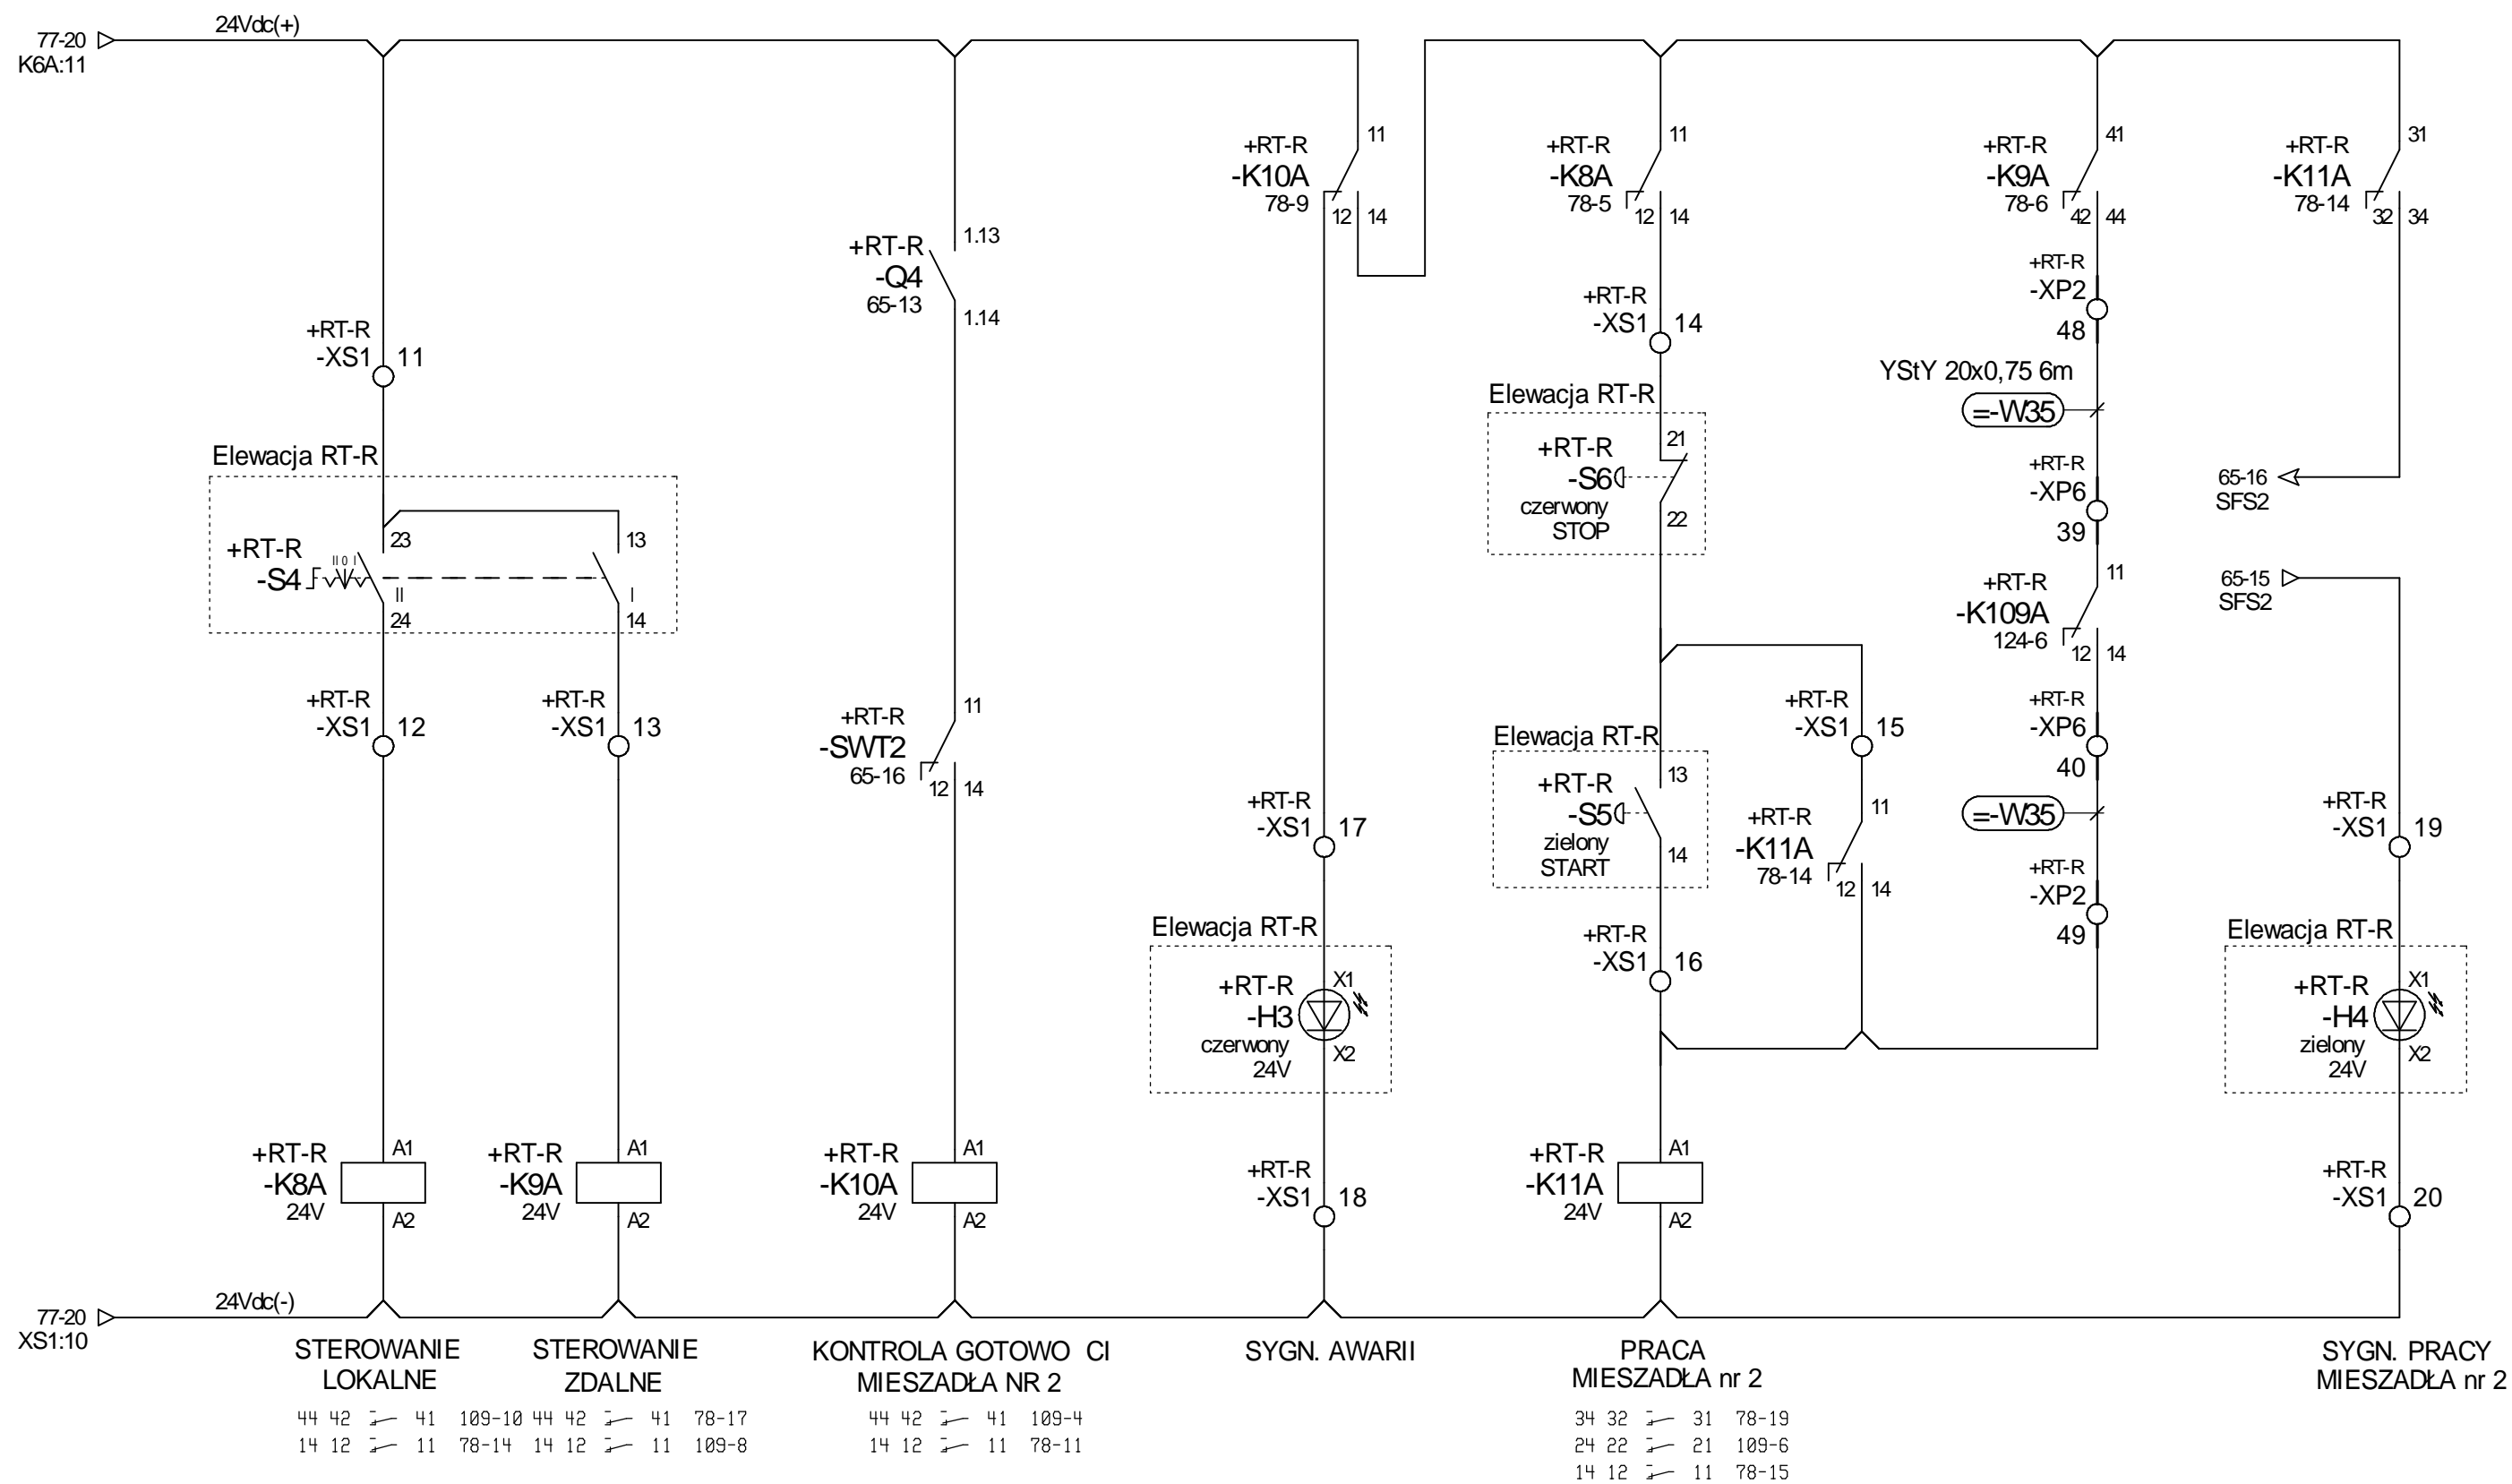 24Vdc(+)
77-20
K6A:11
+RT-R
-XS1 11
Elewacja RT-R
+RT-R
-S4
II 0 I
23
II
24
13
I
14
+RT-R
-XS1 12
+RT-R
-XS1 13
+RT-R
-K8A
24V
A1
A2
+RT-R
-K9A
24V
A1
A2
+RT-R
-Q4
65-13
1.13
1.14
+RT-R
-SWT2
65-16
11
12 14
+RT-R
-K10A
24V
A1
A2
+RT-R
-K10A
78-9
11
12 14
+RT-R
-XS1 17
Elewacja RT-R
+RT-R
-H3
czerwony
24V
X1
X2
+RT-R
-XS1 18
+RT-R
-K8A
78-5
11
12 14
+RT-R
-XS1 14
Elewacja RT-R
+RT-R
-S6
czerwony
STOP
21
22
Elewacja RT-R
+RT-R
-S5
zielony
START
13
14
+RT-R
-XS1 15
+RT-R
-K11A
78-14
11
12 14
+RT-R
-XS1 16
+RT-R
-K11A
24V
A1
A2
+RT-R
-K9A
78-6
41
42 44
+RT-R
-XP2
48
YStY 20x0,75 6m
=-W35
+RT-R
-XP6
39
+RT-R
-K109A
124-6
11
12 14
+RT-R
-XP6
40
=-W35
+RT-R
-XP2
49
+RT-R
-K11A
78-14
31
32 34
65-16
SFS2
65-15
SFS2
+RT-R
-XS1 19
Elewacja RT-R
+RT-R
-H4
zielony
24V
X1
X2
+RT-R
-XS1 20
24Vdc(-)
77-20
XS1:10
STEROWANIE
LOKALNE
44 42 41 109-10
14 12 11 78-14
STEROWANIE
ZDALNE
44 42 41 78-17
14 12 11 109-8
KONTROLA GOTOWO CI
MIESZADŁA NR 2
44 42 41 109-4
14 12 11 78-11
SYGN. AWARII
PRACA
MIESZADŁA nr 2
34 32 31 78-19
24 22 21 109-6
14 12 11 78-15
SYGN. PRACY
MIESZADŁA nr 2